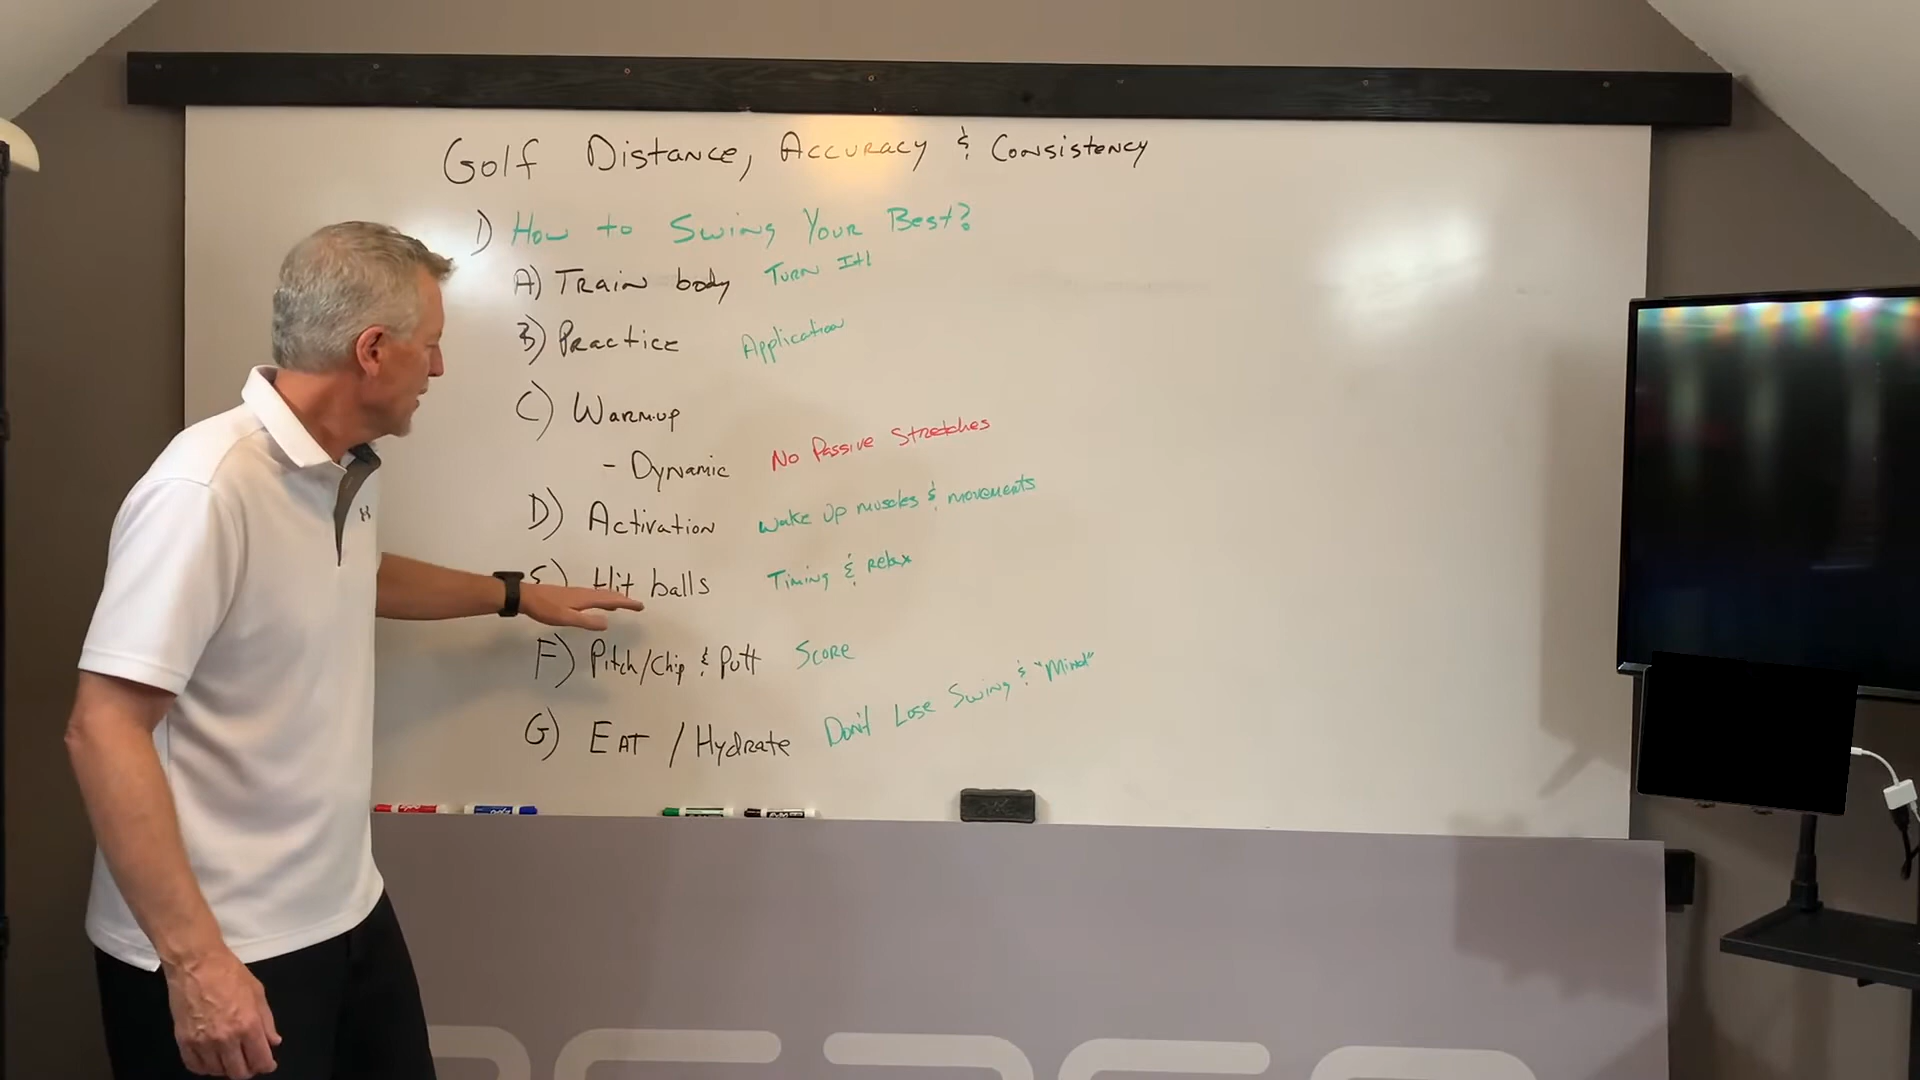 Golf Distance, Accuracy & Consistency
1) How to Swing Your Best?
A) Train body Turn It!
B) Practice Application
C) Warm-up
- Dynamic No Passive Stretches
D) Activation Wake Up muscles & movements
E) Hit balls Timing & relax
F) Pitch/Chip & Putt Score
G) Eat / Hydrate Don't Lose Swing & "Mind"